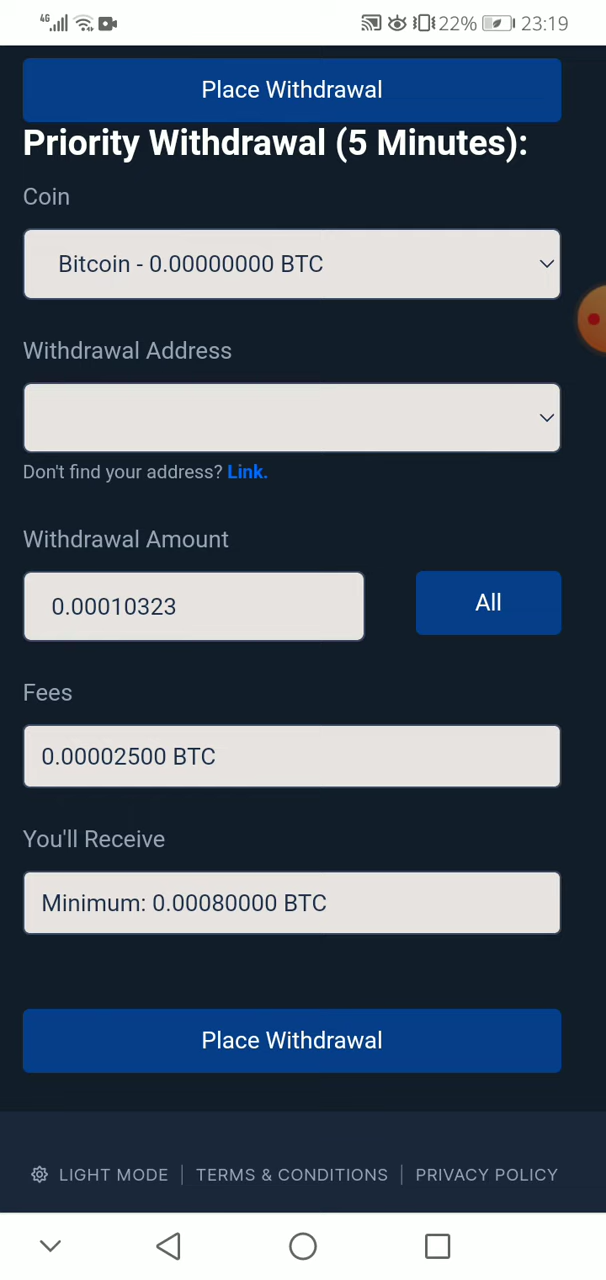 4G 22% 23:19
Place Withdrawal
Priority Withdrawal (5 Minutes):
Coin
Bitcoin - 0.00000000 BTC
Withdrawal Address
Don't find your address? Link.
Withdrawal Amount
0.00010323 All
Fees
0.00002500 BTC
You'll Receive
Minimum: 0.00080000 BTC
Place Withdrawal
LIGHT MODE | TERMS & CONDITIONS | PRIVACY POLICY